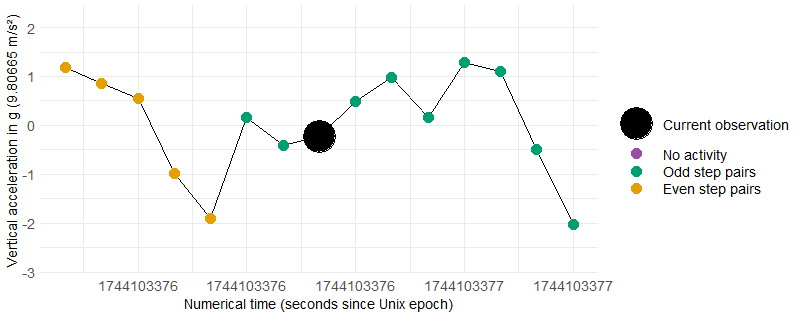 Vertical acceleration in g (9.80665 m/s²)
2
1
0
-1
-2
-3
1744103376 1744103376 1744103376 1744103377 1744103377
Numerical time (seconds since Unix epoch)
Current observation
No activity
Odd step pairs
Even step pairs